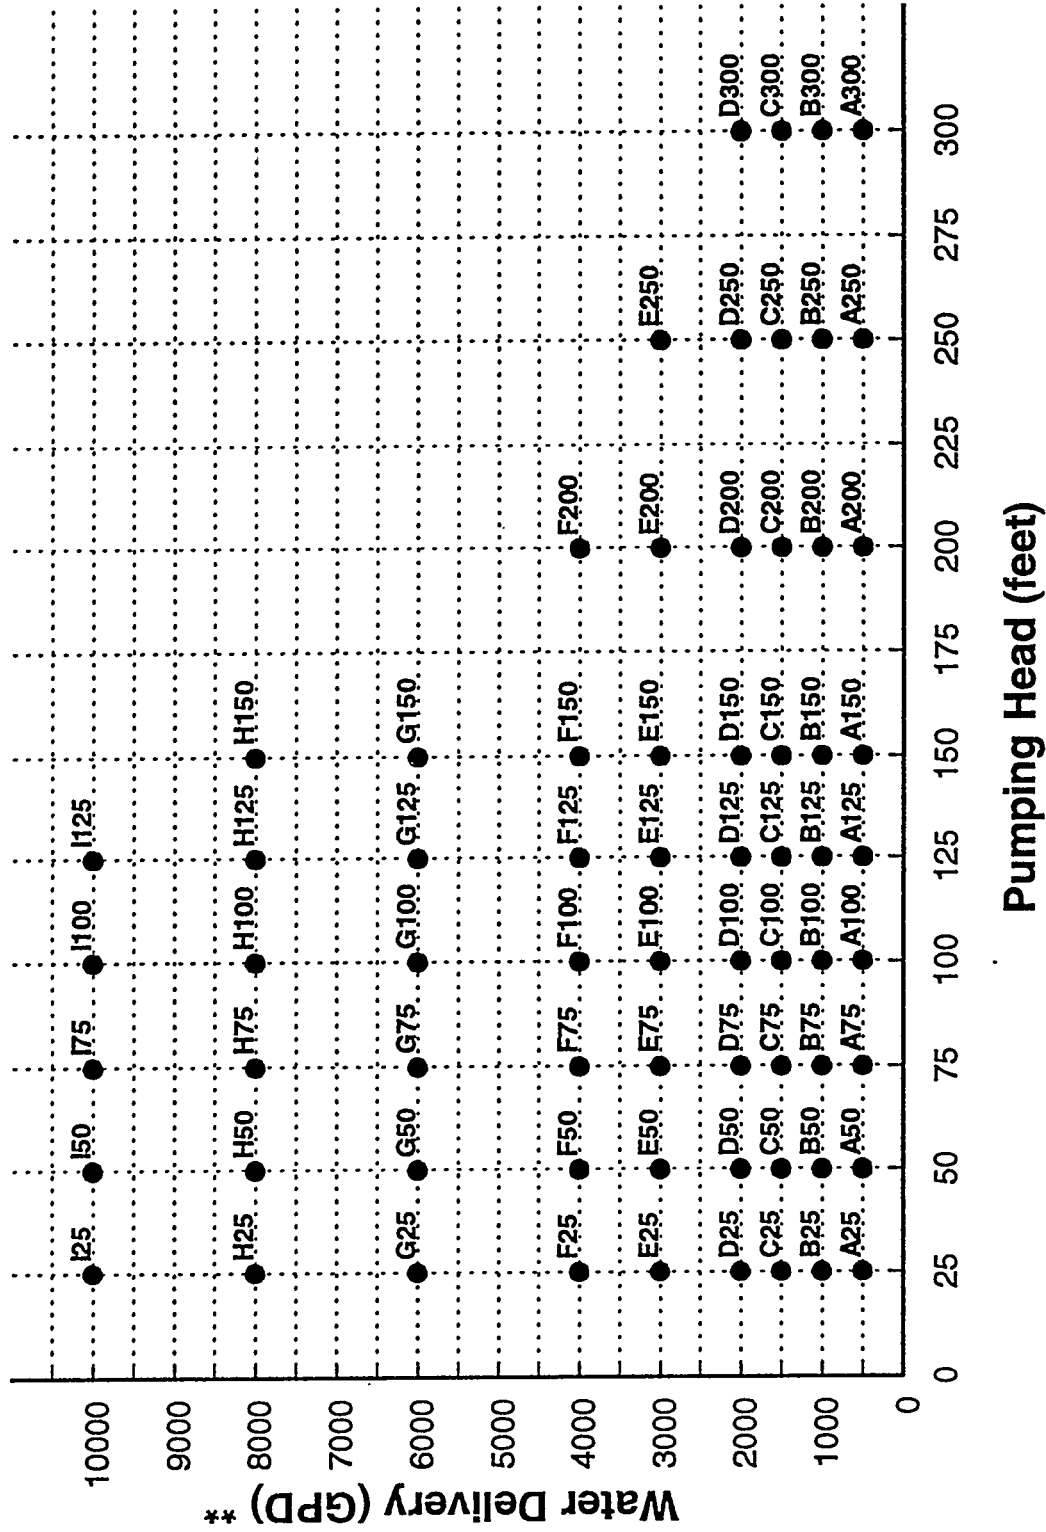 Water Delivery (GPD) **
10000
9000
8000
7000
6000
5000
4000
3000
2000
1000
0
I25 I50 I75 I100 I125
H25 H50 H75 H100 H125 H150
G25 G50 G75 G100 G125 G150
F25 F50 F75 F100 F125 F150 F200
E25 E50 E75 E100 E125 E150 E200 E250
D25 D50 D75 D100 D125 D150 D200 D250 D300
C25 C50 C75 C100 C125 C150 C200 C250 C300
B25 B50 B75 B100 B125 B150 B200 B250 B300
A25 A50 A75 A100 A125 A150 A200 A250 A300
0 25 50 75 100 125 150 175 200 225 250 275 300
Pumping Head (feet)